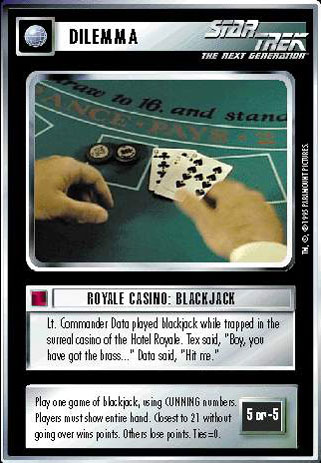 DILEMMA
STAR TREK
THE NEXT GENERATION
draw to 16, and stand
ANCE · PAYS · 2
TM, ®, © 1995 PARAMOUNT PICTURES.
ROYALE CASINO: BLACKJACK
Lt. Commander Data played blackjack while trapped in the
surreal casino of the Hotel Royale. Tex said, "Boy, you
have got the brass..." Data said, "Hit me."
Play one game of blackjack, using CUNNING numbers.
Players must show entire hand. Closest to 21 without
going over wins points. Others lose points. Ties=0.
5 or -5